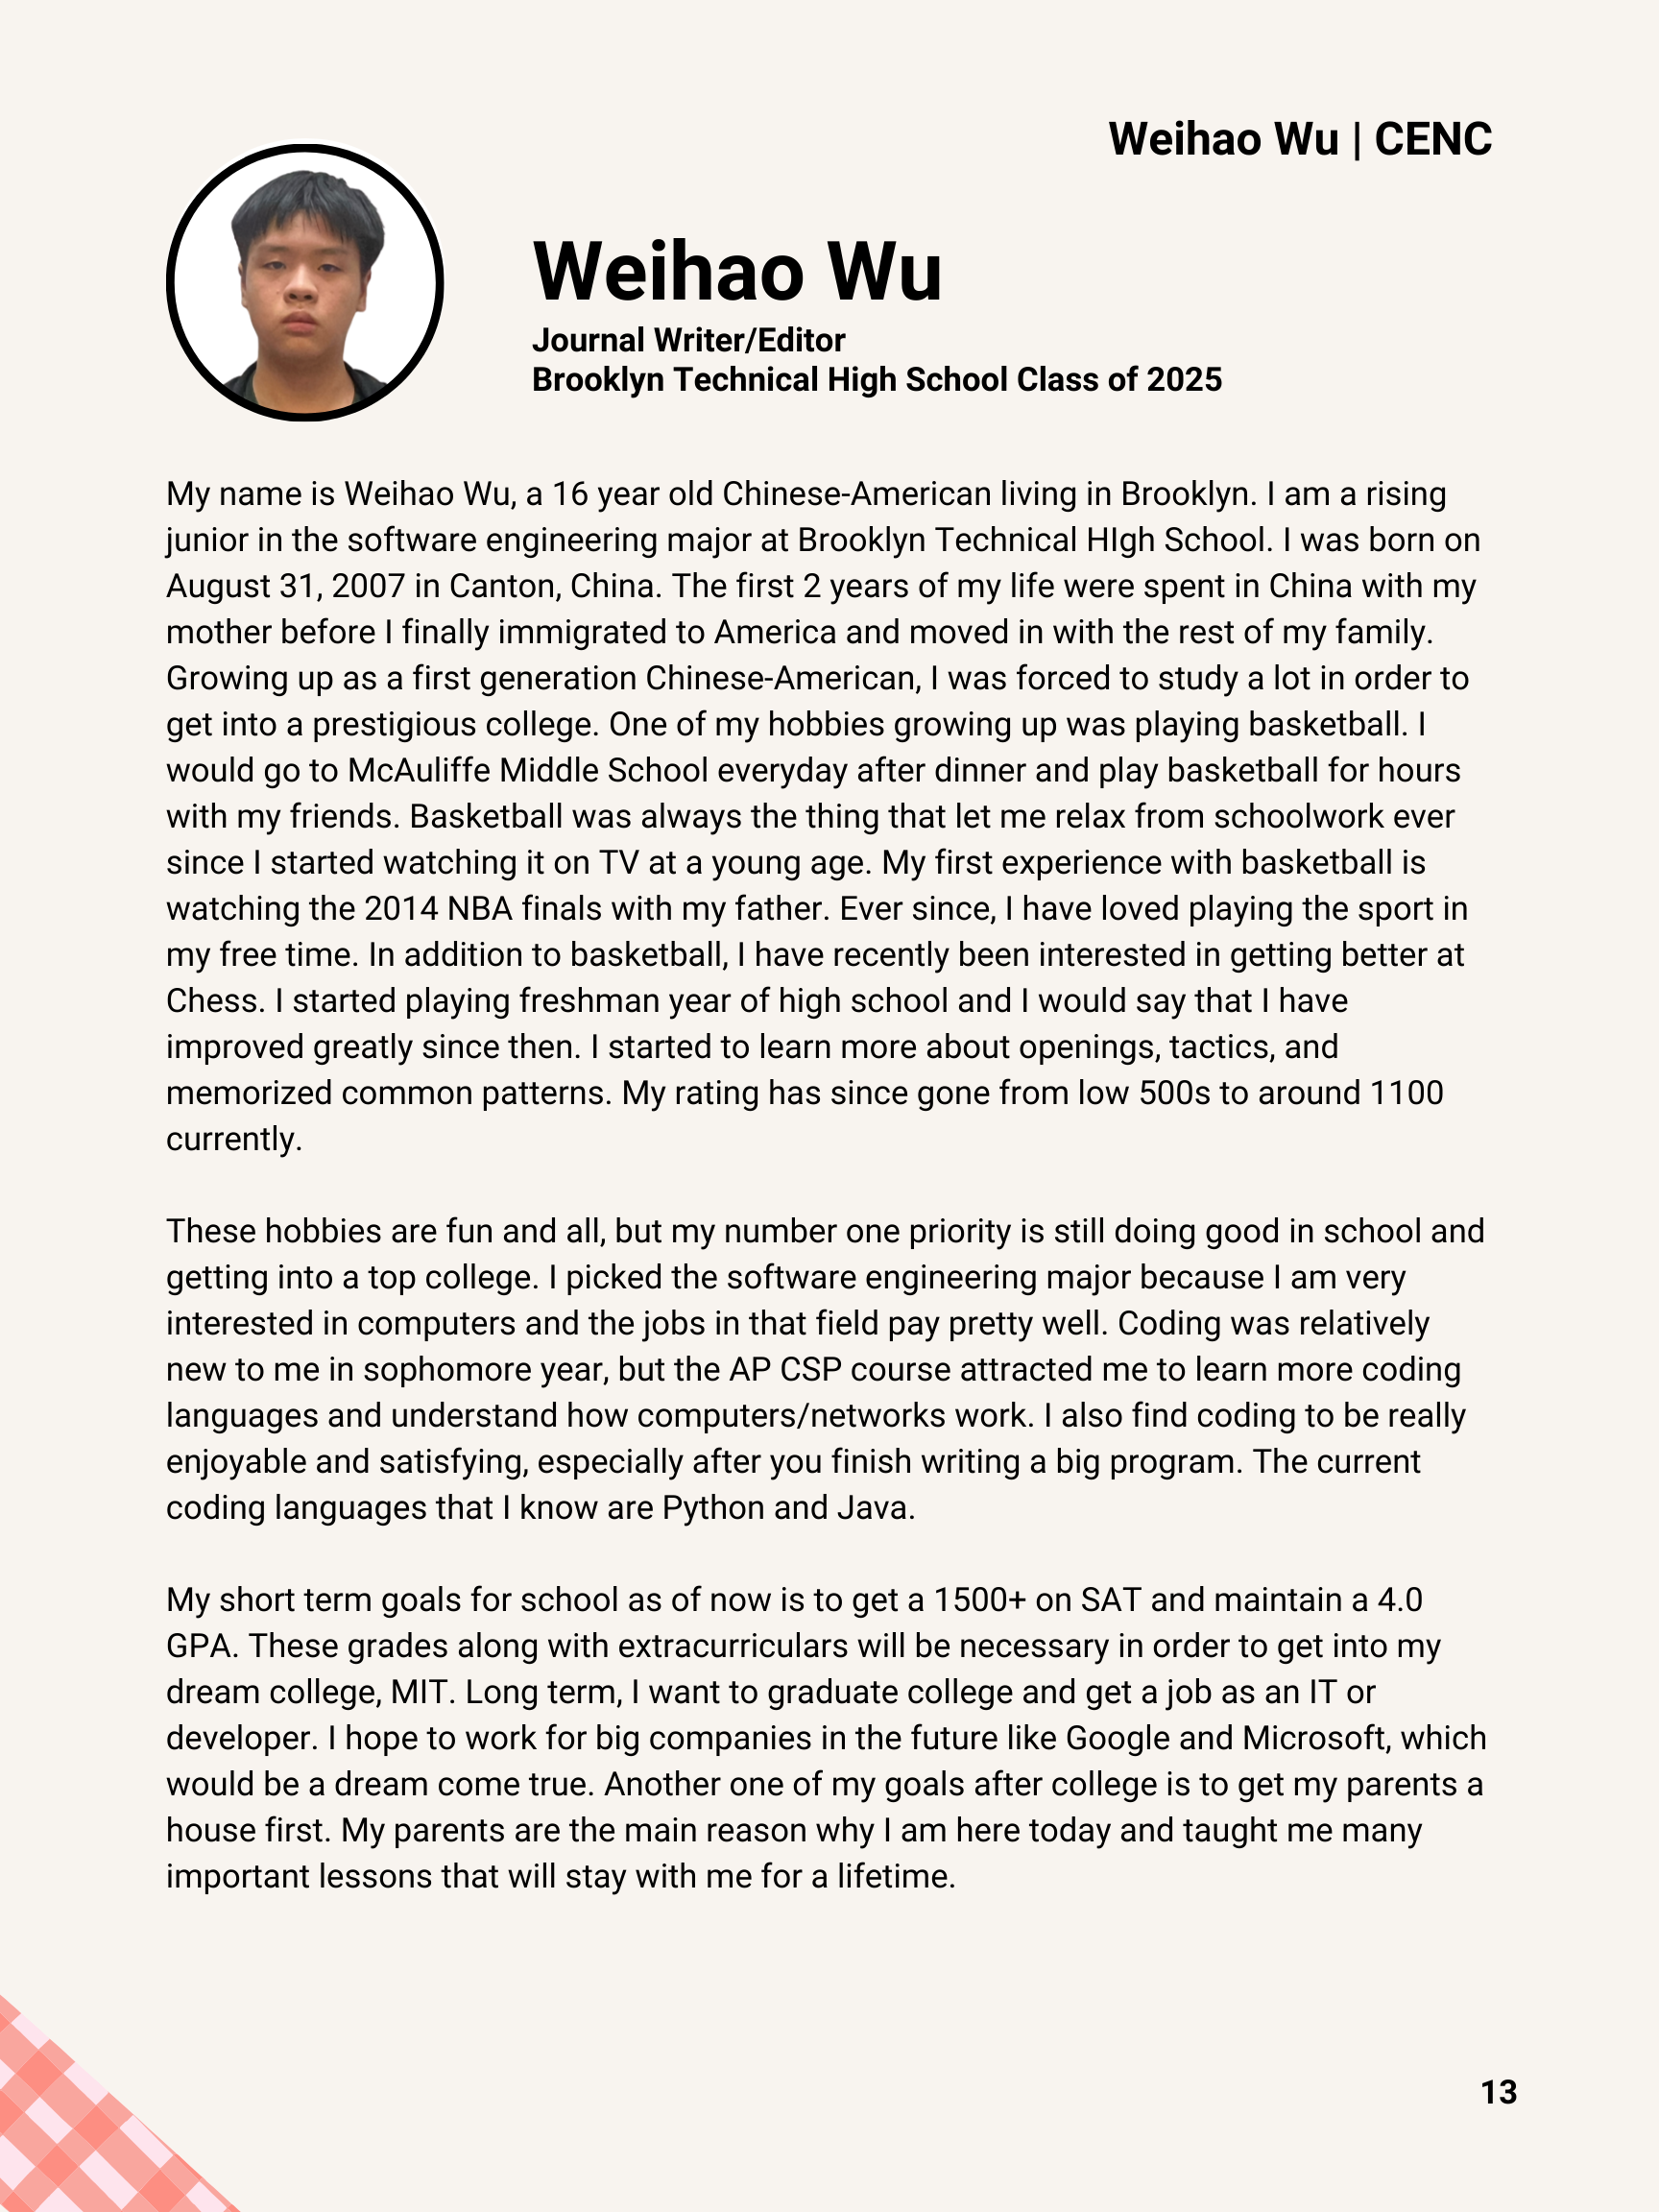 Weihao Wu | CENC
Weihao Wu
Journal Writer/Editor
Brooklyn Technical High School Class of 2025
My name is Weihao Wu, a 16 year old Chinese-American living in Brooklyn. I am a rising
junior in the software engineering major at Brooklyn Technical HIgh School. I was born on
August 31, 2007 in Canton, China. The first 2 years of my life were spent in China with my
mother before I finally immigrated to America and moved in with the rest of my family.
Growing up as a first generation Chinese-American, I was forced to study a lot in order to
get into a prestigious college. One of my hobbies growing up was playing basketball. I
would go to McAuliffe Middle School everyday after dinner and play basketball for hours
with my friends. Basketball was always the thing that let me relax from schoolwork ever
since I started watching it on TV at a young age. My first experience with basketball is
watching the 2014 NBA finals with my father. Ever since, I have loved playing the sport in
my free time. In addition to basketball, I have recently been interested in getting better at
Chess. I started playing freshman year of high school and I would say that I have
improved greatly since then. I started to learn more about openings, tactics, and
memorized common patterns. My rating has since gone from low 500s to around 1100
currently.
These hobbies are fun and all, but my number one priority is still doing good in school and
getting into a top college. I picked the software engineering major because I am very
interested in computers and the jobs in that field pay pretty well. Coding was relatively
new to me in sophomore year, but the AP CSP course attracted me to learn more coding
languages and understand how computers/networks work. I also find coding to be really
enjoyable and satisfying, especially after you finish writing a big program. The current
coding languages that I know are Python and Java.
My short term goals for school as of now is to get a 1500+ on SAT and maintain a 4.0
GPA. These grades along with extracurriculars will be necessary in order to get into my
dream college, MIT. Long term, I want to graduate college and get a job as an IT or
developer. I hope to work for big companies in the future like Google and Microsoft, which
would be a dream come true. Another one of my goals after college is to get my parents a
house first. My parents are the main reason why I am here today and taught me many
important lessons that will stay with me for a lifetime.
13